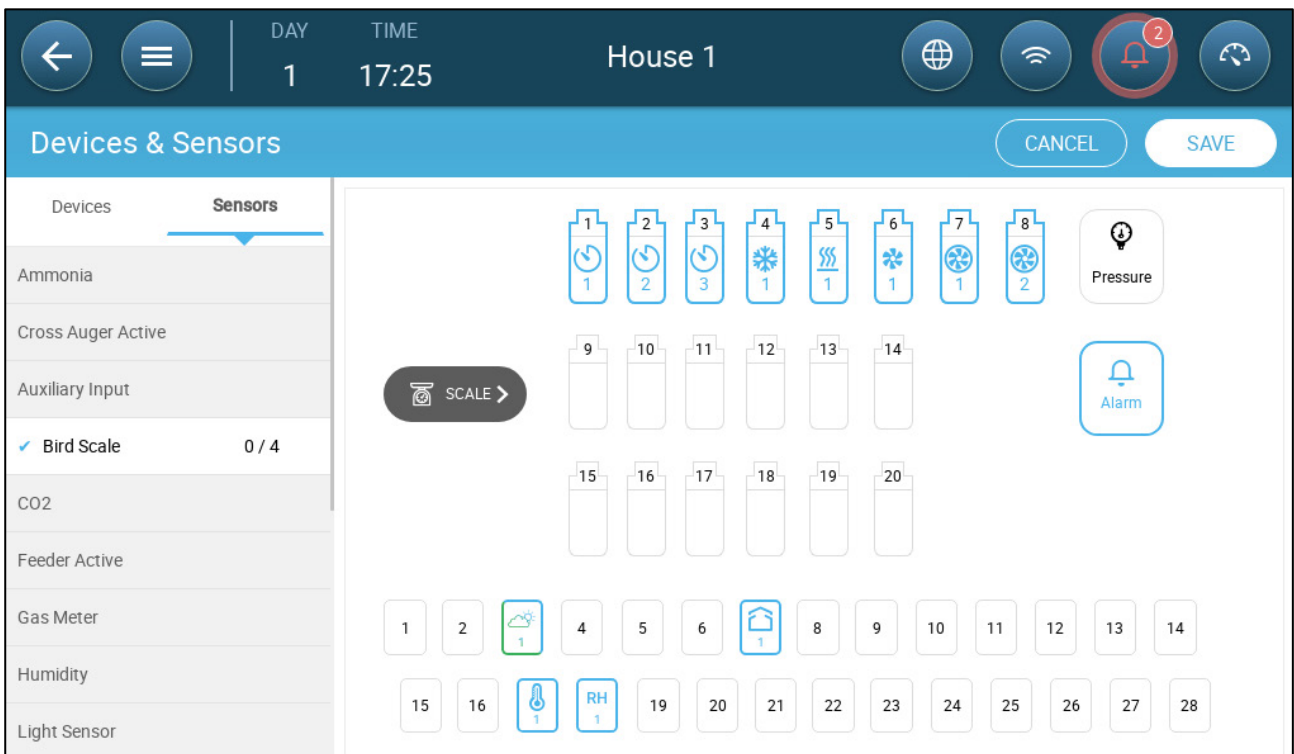 DAY TIME
1 17:25 House 1 2
Devices & Sensors CANCEL SAVE
Devices Sensors
Ammonia
Cross Auger Active
Auxiliary Input
Bird Scale 0 / 4
CO2
Feeder Active
Gas Meter
Humidity
Light Sensor
1 2 3 4 5 6 7 8
1 2 3 1 1 1 1 2
Pressure
9 10 11 12 13 14
SCALE
Alarm
15 16 17 18 19 20
1 2 1 4 5 6 1 8 9 10 11 12 13 14
15 16 1 RH 19 20 21 22 23 24 25 26 27 28
1